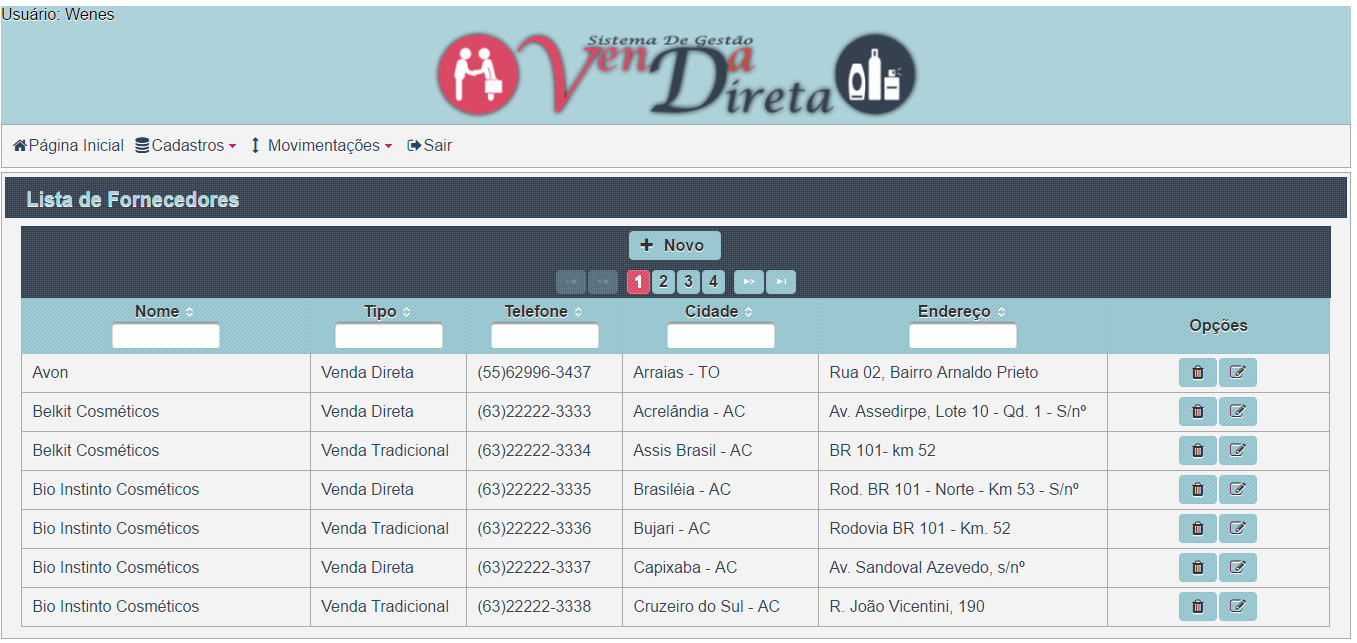 Usuário: Wenes
Sistema De Gestão
VenDa
Direta
Página Inicial Cadastros Movimentações Sair
Lista de Fornecedores
+ Novo
1 2 3 4
Nome Tipo Telefone Cidade Endereço Opções
Avon Venda Direta (55)62996-3437 Arraias - TO Rua 02, Bairro Arnaldo Prieto
Belkit Cosméticos Venda Direta (63)22222-3333 Acrelândia - AC Av. Assedirpe, Lote 10 - Qd. 1 - S/nº
Belkit Cosméticos Venda Tradicional (63)22222-3334 Assis Brasil - AC BR 101- km 52
Bio Instinto Cosméticos Venda Direta (63)22222-3335 Brasiléia - AC Rod. BR 101 - Norte - Km 53 - S/nº
Bio Instinto Cosméticos Venda Tradicional (63)22222-3336 Bujari - AC Rodovia BR 101 - Km. 52
Bio Instinto Cosméticos Venda Direta (63)22222-3337 Capixaba - AC Av. Sandoval Azevedo, s/nº
Bio Instinto Cosméticos Venda Tradicional (63)22222-3338 Cruzeiro do Sul - AC R. João Vicentini, 190